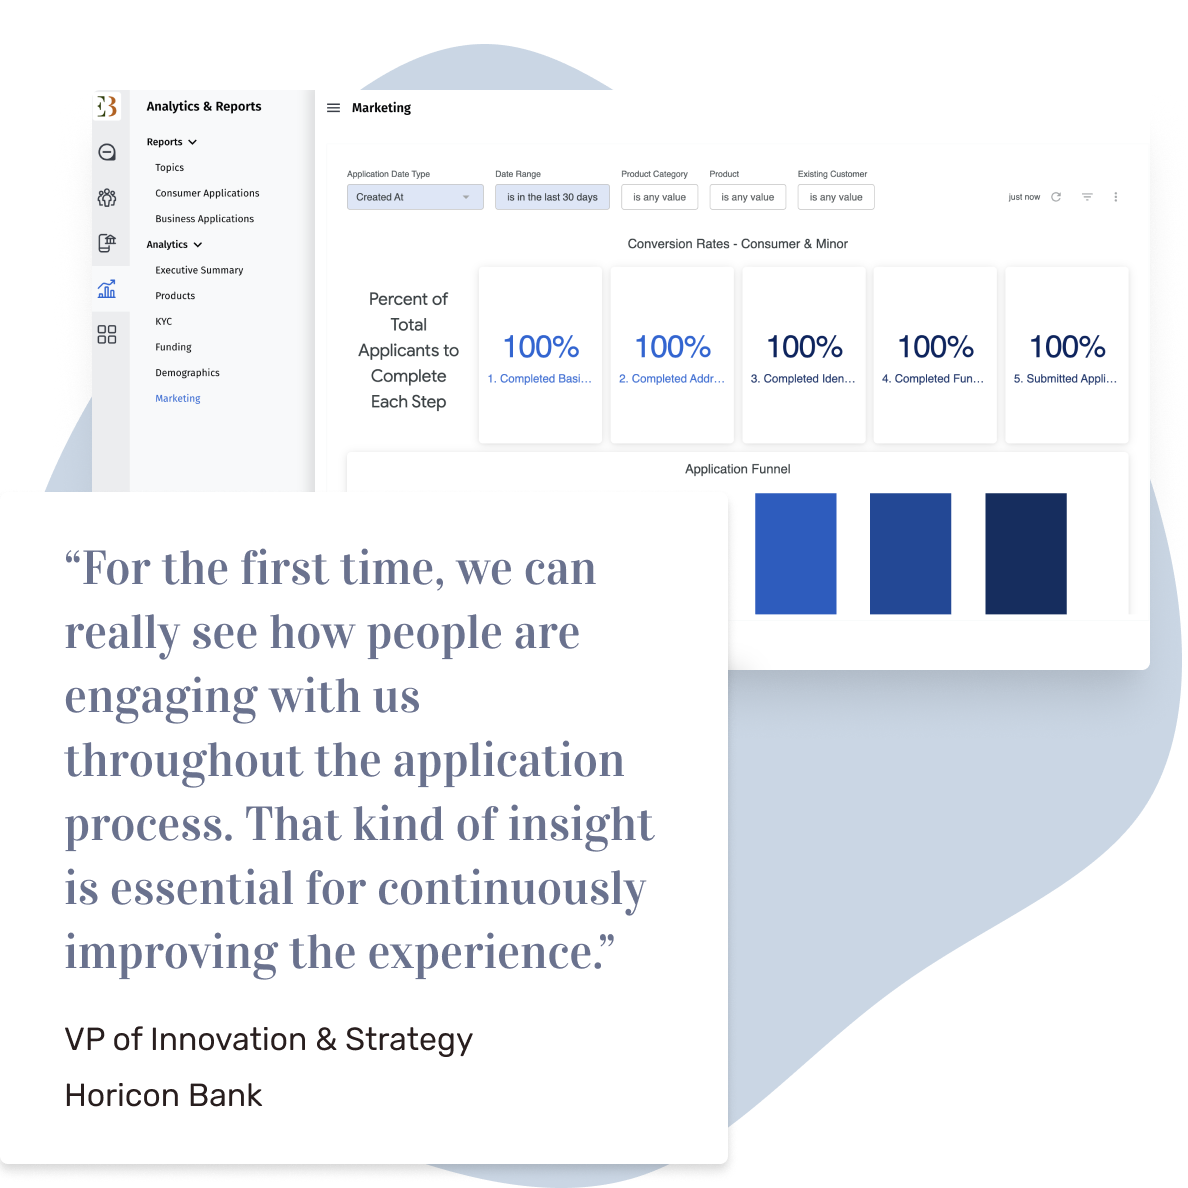 EB
Analytics & Reports
Reports
Topics
Consumer Applications
Business Applications
Analytics
Executive Summary
Products
KYC
Funding
Demographics
Marketing
Marketing
Application Date Type
Date Range
Product Category
Product
Existing Customer
Created At
is in the last 30 days
is any value
is any value
is any value
just now
Conversion Rates - Consumer & Minor
Percent of
Total
Applicants to
Complete
Each Step
100%
1. Completed Basi...
100%
2. Completed Addr...
100%
3. Completed Iden...
100%
4. Completed Fun...
100%
5. Submitted Appli...
Application Funnel
“For the first time, we can
really see how people are
engaging with us
throughout the application
process. That kind of insight
is essential for continuously
improving the experience.”
VP of Innovation & Strategy
Horicon Bank